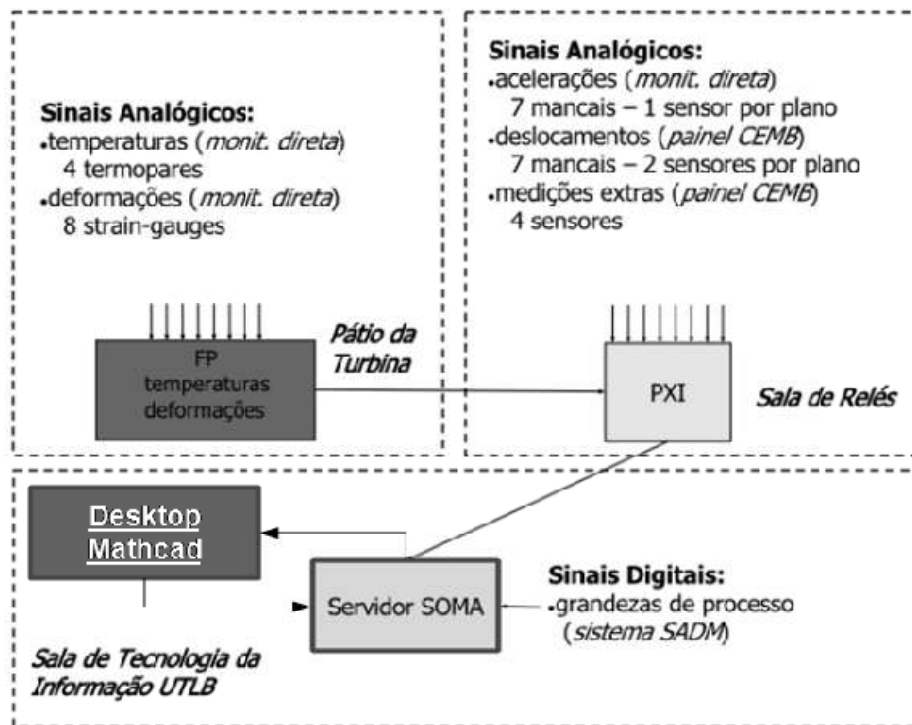 Sinais Analógicos:
•temperaturas (monit. direta)
4 termopares
•deformações (monit. direta)
8 strain-gauges
FP
temperaturas
deformações
Pátio da
Turbina
Sinais Analógicos:
•acelerações (monit. direta)
7 mancais – 1 sensor por plano
•deslocamentos (painel CEMB)
7 mancais – 2 sensores por plano
•medições extras (painel CEMB)
4 sensores
PXI
Sala de Relés
Desktop
Mathcad
Servidor SOMA
Sinais Digitais:
•grandezas de processo
(sistema SADM)
Sala de Tecnologia da
Informação UTLB